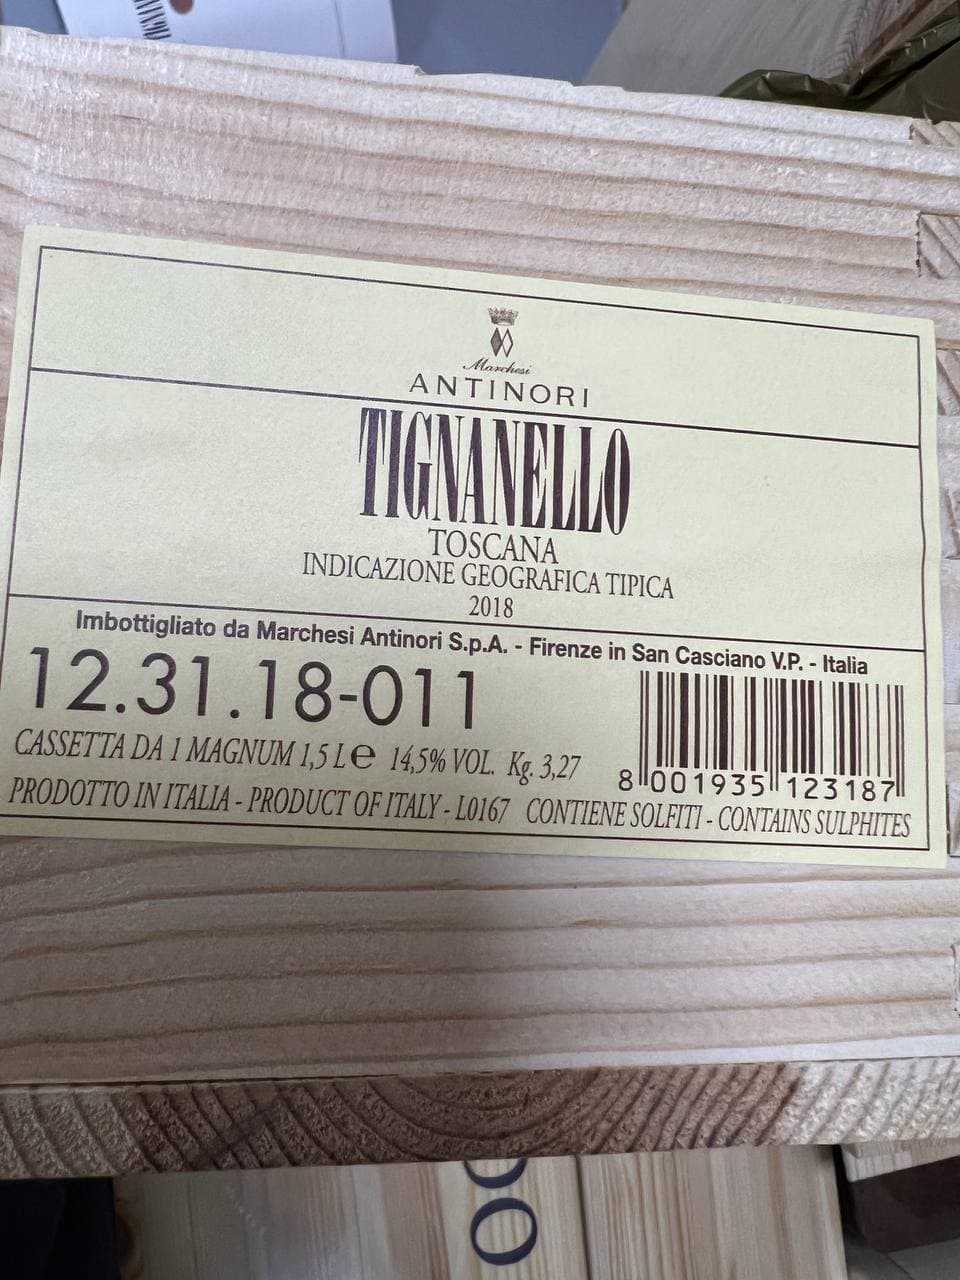 Marchesi
ANTINORI
TIGNANELLO
TOSCANA
INDICAZIONE GEOGRAFICA TIPICA
2018
Imbottigliato da Marchesi Antinori S.p.A. - Firenze in San Casciano V.P. - Italia
12.31.18-011
CASSETTA DA 1 MAGNUM 1,5 L e 14,5% VOL. Kg. 3,27
8 001935 123187
PRODOTTO IN ITALIA - PRODUCT OF ITALY - L0167 CONTIENE SOLFITI - CONTAINS SULPHITES